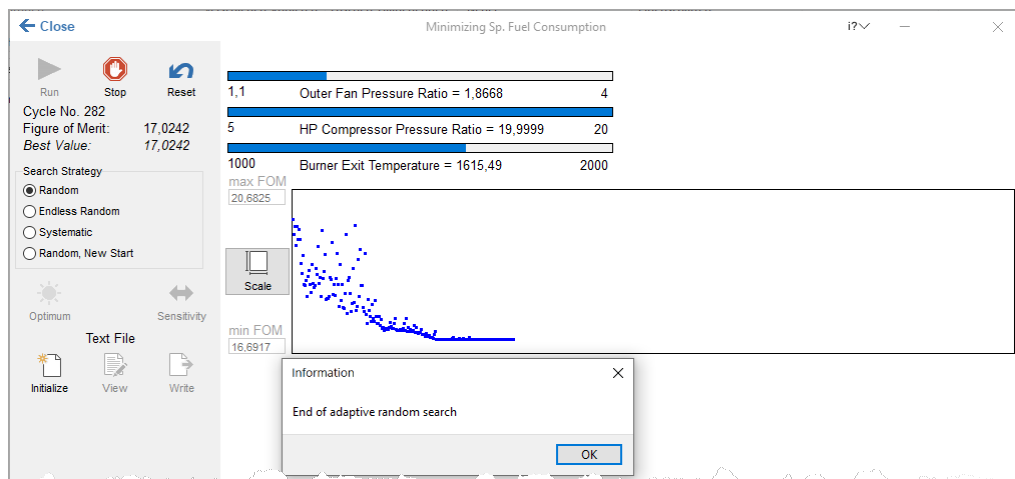 Close
Minimizing Sp. Fuel Consumption
i?
Run Stop Reset
Cycle No. 282
Figure of Merit: 17,0242
Best Value: 17,0242
Search Strategy
Random
Endless Random
Systematic
Random, New Start
Optimum Sensitivity
Text File
Initialize View Write
1,1 Outer Fan Pressure Ratio = 1,8668 4
5 HP Compressor Pressure Ratio = 19,9999 20
1000 Burner Exit Temperature = 1615,49 2000
max FOM
20,6825
Scale
min FOM
16,6917
Information
End of adaptive random search
OK